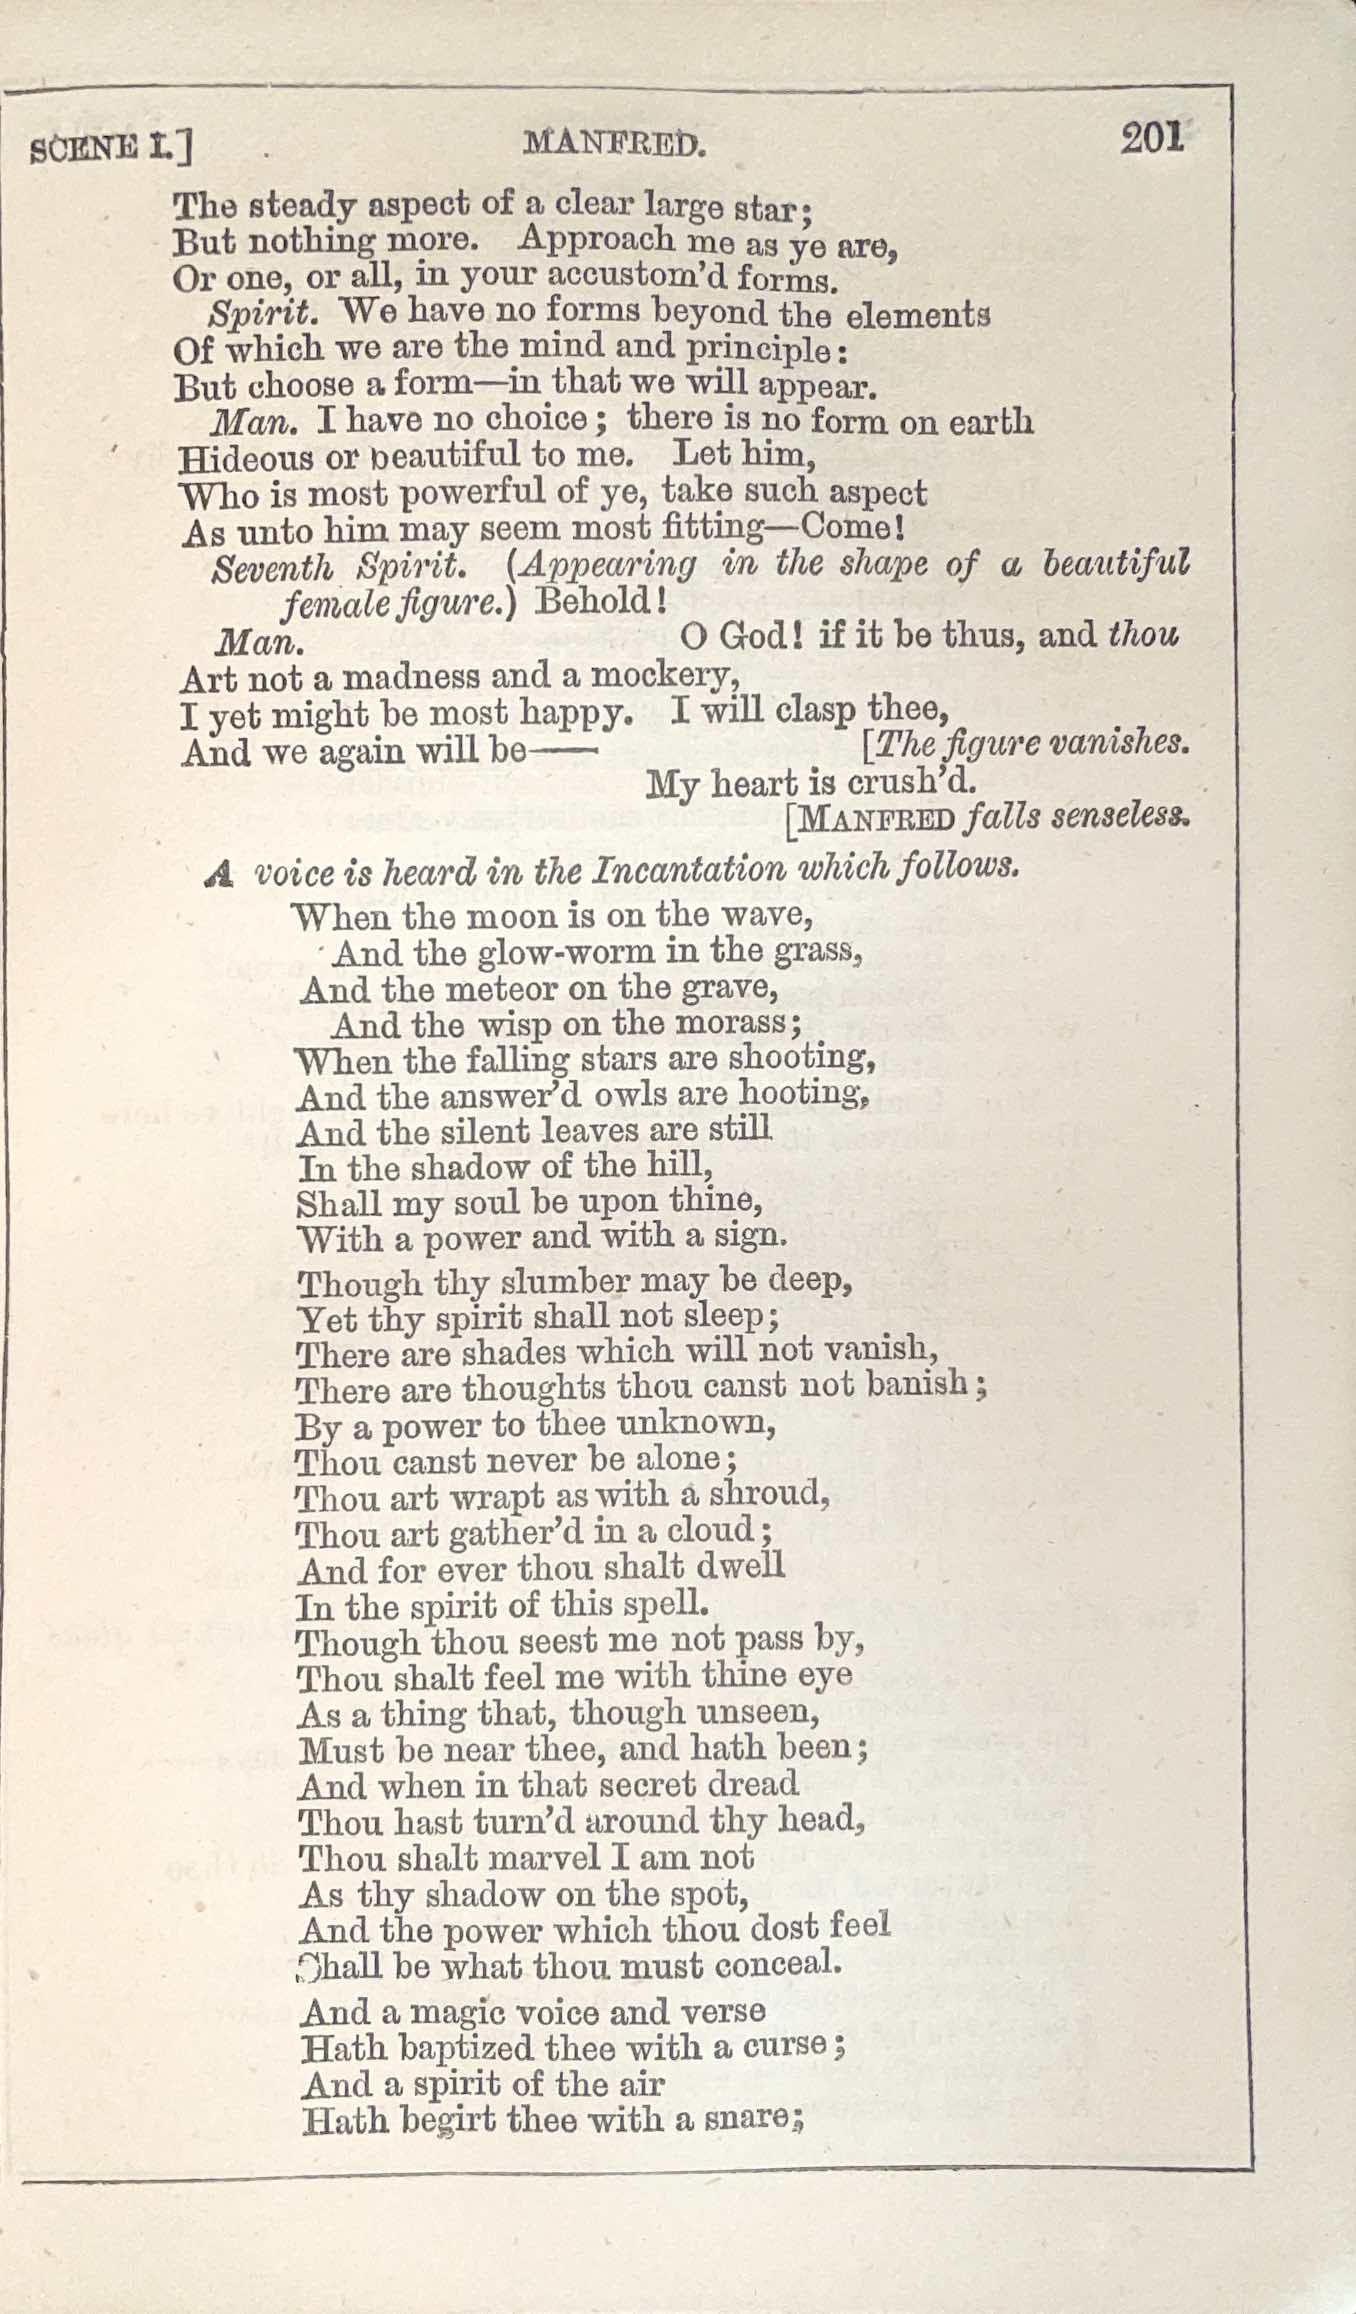 SCENE I.] MANFRED. 201
The steady aspect of a clear large star;
But nothing more. Approach me as ye are,
Or one, or all, in your accustom'd forms.
Spirit. We have no forms beyond the elements
Of which we are the mind and principle:
But choose a form—in that we will appear.
Man. I have no choice; there is no form on earth
Hideous or beautiful to me. Let him,
Who is most powerful of ye, take such aspect
As unto him may seem most fitting—Come!
Seventh Spirit. (Appearing in the shape of a beautiful
female figure.) Behold!
Man. O God! if it be thus, and thou
Art not a madness and a mockery,
I yet might be most happy. I will clasp thee,
And we again will be—— [The figure vanishes.
My heart is crush'd.
[MANFRED falls senseless.
A voice is heard in the Incantation which follows.
When the moon is on the wave,
And the glow-worm in the grass,
And the meteor on the grave,
And the wisp on the morass;
When the falling stars are shooting,
And the answer'd owls are hooting,
And the silent leaves are still
In the shadow of the hill,
Shall my soul be upon thine,
With a power and with a sign.
Though thy slumber may be deep,
Yet thy spirit shall not sleep;
There are shades which will not vanish,
There are thoughts thou canst not banish;
By a power to thee unknown,
Thou canst never be alone;
Thou art wrapt as with a shroud,
Thou art gather'd in a cloud;
And for ever thou shalt dwell
In the spirit of this spell.
Though thou seest me not pass by,
Thou shalt feel me with thine eye
As a thing that, though unseen,
Must be near thee, and hath been;
And when in that secret dread
Thou hast turn'd around thy head,
Thou shalt marvel I am not
As thy shadow on the spot,
And the power which thou dost feel
Shall be what thou must conceal.
And a magic voice and verse
Hath baptized thee with a curse;
And a spirit of the air
Hath begirt thee with a snare;